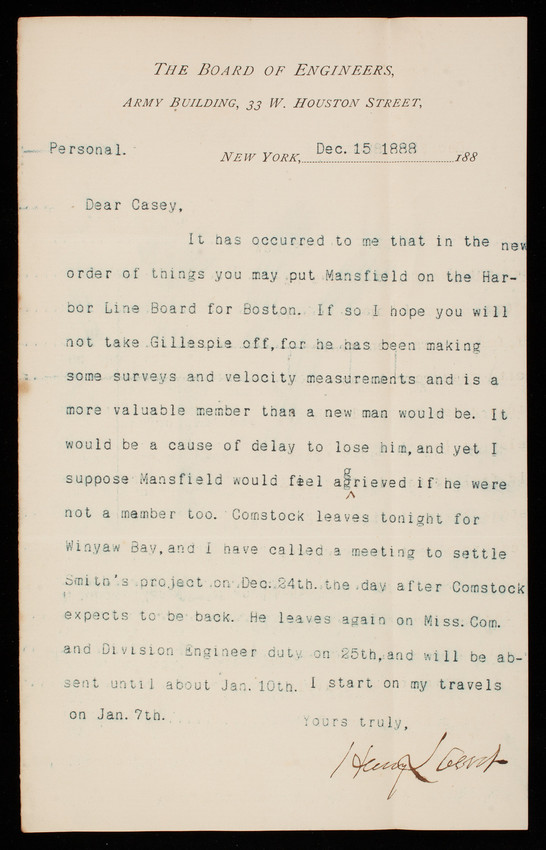 THE BOARD OF ENGINEERS,
ARMY BUILDING, 33 W. HOUSTON STREET,
Personal.
NEW YORK, Dec. 15 1888 188
Dear Casey,
It has occurred to me that in the new
order of things you may put Mansfield on the Har-
bor Line Board for Boston. If so I hope you will
not take Gillespie off, for he has been making
some surveys and velocity measurements and is a
more valuable member than a new man would be. It
would be a cause of delay to lose him, and yet I
suppose Mansfield would feel aggrieved if he were
not a member too. Comstock leaves tonight for
Winyaw Bay, and I have called a meeting to settle
Smith's project on Dec. 24th. the day after Comstock
expects to be back. He leaves again on Miss. Com.
and Division Engineer duty on 25th, and will be ab-
sent until about Jan. 10th. I start on my travels
on Jan. 7th.
Yours truly,
Henry L Abbot